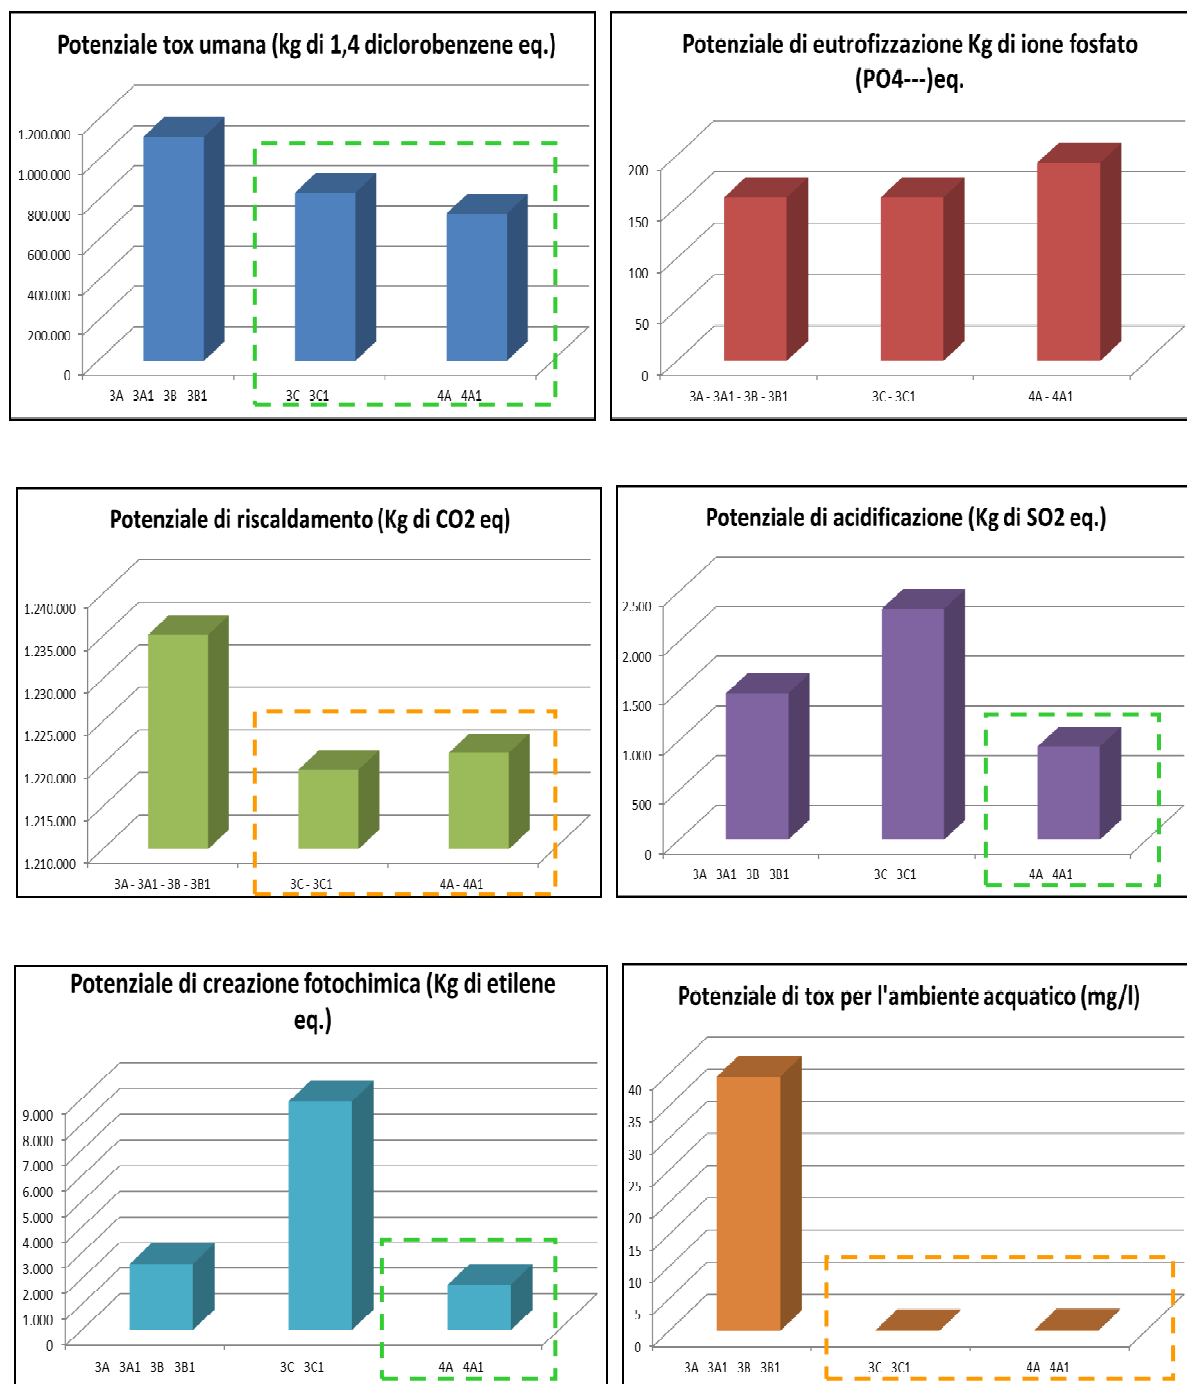 Potenziale tox umana (kg di 1,4 diclorobenzene eq.)
1.200.000
1.000.000
800.000
600.000
400.000
200.000
0
3A 3A1 3B 3B1
3C 3C1
4A 4A1
Potenziale di eutrofizzazione Kg di ione fosfato
(PO4---)eq.
200
150
100
50
0
3A - 3A1 - 3B - 3B1
3C - 3C1
4A - 4A1
Potenziale di riscaldamento (Kg di CO2 eq)
1.240.000
1.235.000
1.230.000
1.225.000
1.220.000
1.215.000
1.210.000
3A - 3A1 - 3B - 3B1
3C - 3C1
4A - 4A1
Potenziale di acidificazione (Kg di SO2 eq.)
2.500
2.000
1.500
1.000
500
0
3A 3A1 3B 3B1
3C 3C1
4A 4A1
Potenziale di creazione fotochimica (Kg di etilene
eq.)
9.000
8.000
7.000
6.000
5.000
4.000
3.000
2.000
1.000
0
3A 3A1 3B 3B1
3C 3C1
4A 4A1
Potenziale di tox per l'ambiente acquatico (mg/l)
40
35
30
25
20
15
10
5
0
3A 3A1 3B 3B1
3C 3C1
4A 4A1